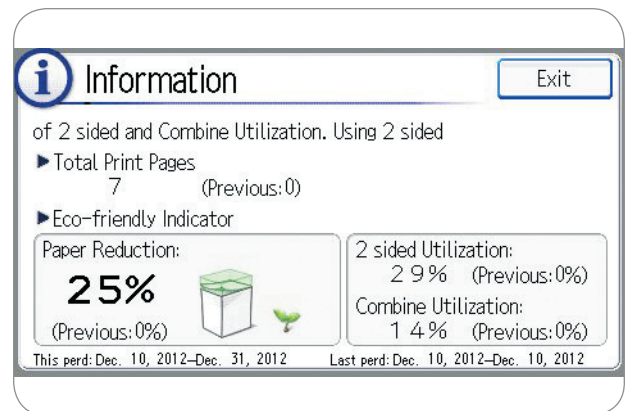 i Information
Exit
of 2 sided and Combine Utilization. Using 2 sided
▶Total Print Pages
7 (Previous:0)
▶Eco-friendly Indicator
Paper Reduction:
25%
(Previous:0%)
2 sided Utilization:
29% (Previous:0%)
Combine Utilization:
14% (Previous:0%)
This perd: Dec. 10, 2012–Dec. 31, 2012
Last perd: Dec. 10, 2012–Dec. 10, 2012